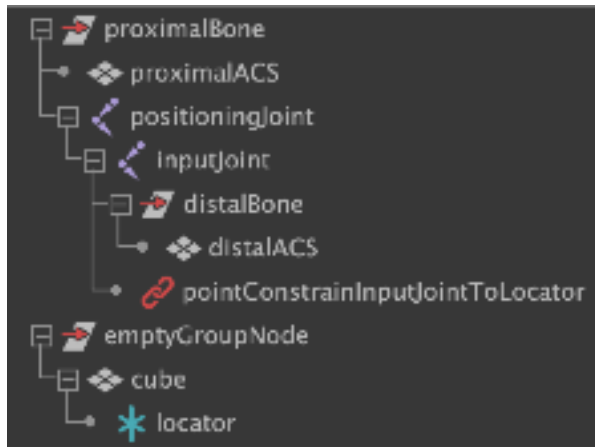 proximalBone
proximalACS
positioningJoint
inputJoint
distalBone
distalACS
pointConstrainInputJointToLocator
emptyGroupNode
cube
locator